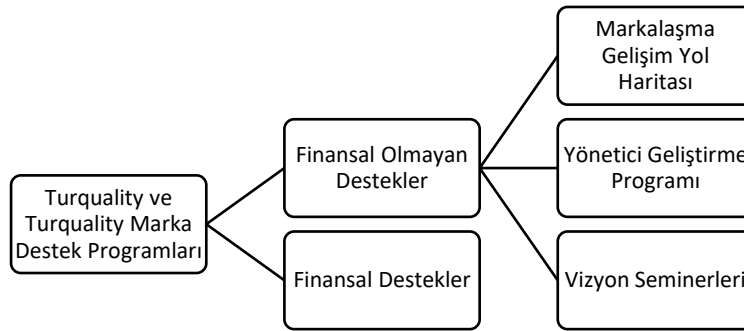 Turquality ve
Turquality Marka
Destek Programları
Finansal Olmayan
Destekler
Markalaşma
Gelişim Yol
Haritası
Yönetici Geliştirme
Programı
Vizyon Seminerleri
Finansal Destekler